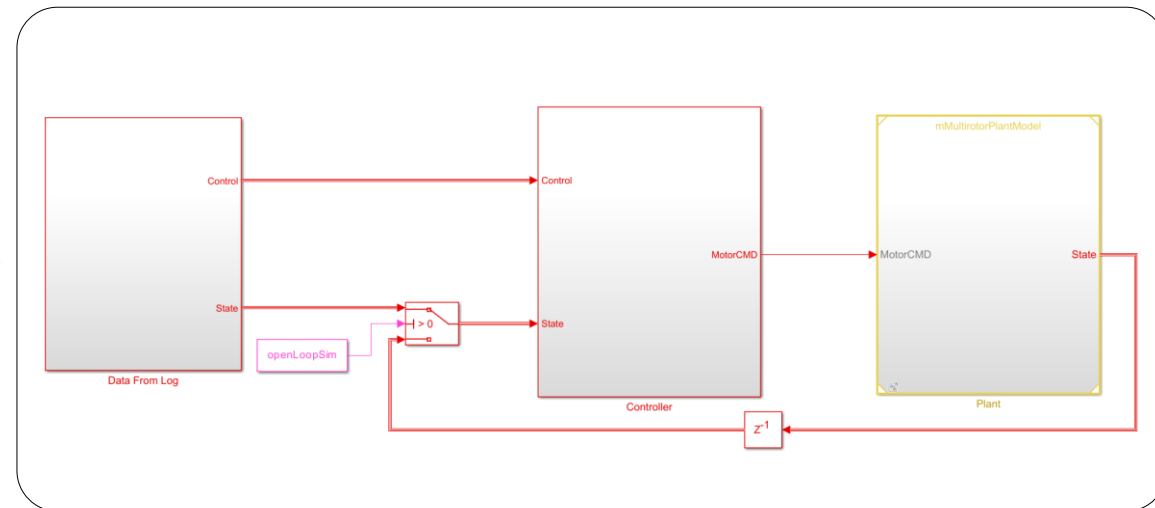 mMultirotorPlantModel
Control
Control
MotorCMD
MotorCMD
State
State
> 0
State
openLoopSim
Data From Log
Controller
Plant
Z-1